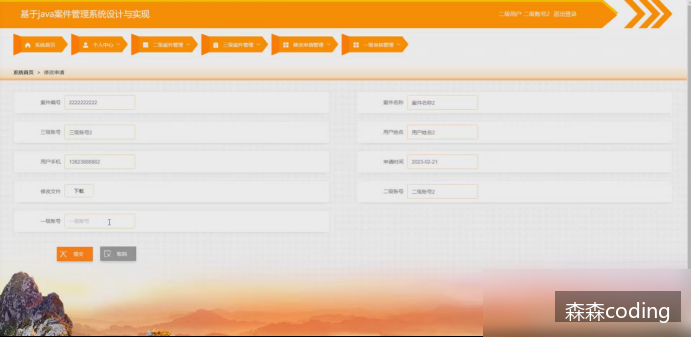 基于java案件管理系统设计与实现
二级用户 二级账号2 退出登录
系统首页 个人中心 二级案件管理 三级案件管理 修改申请管理 一级审核管理
系统首页 > 修改申请
案件编号 2222222222 案件名称 案件名称2
三级账号 三级账号2 用户姓名 用户姓名2
用户手机 13823888882 申请时间 2023-02-21
修改文件 下载 二级账号 二级账号2
一级账号 一级账号
提交 取消
森森coding